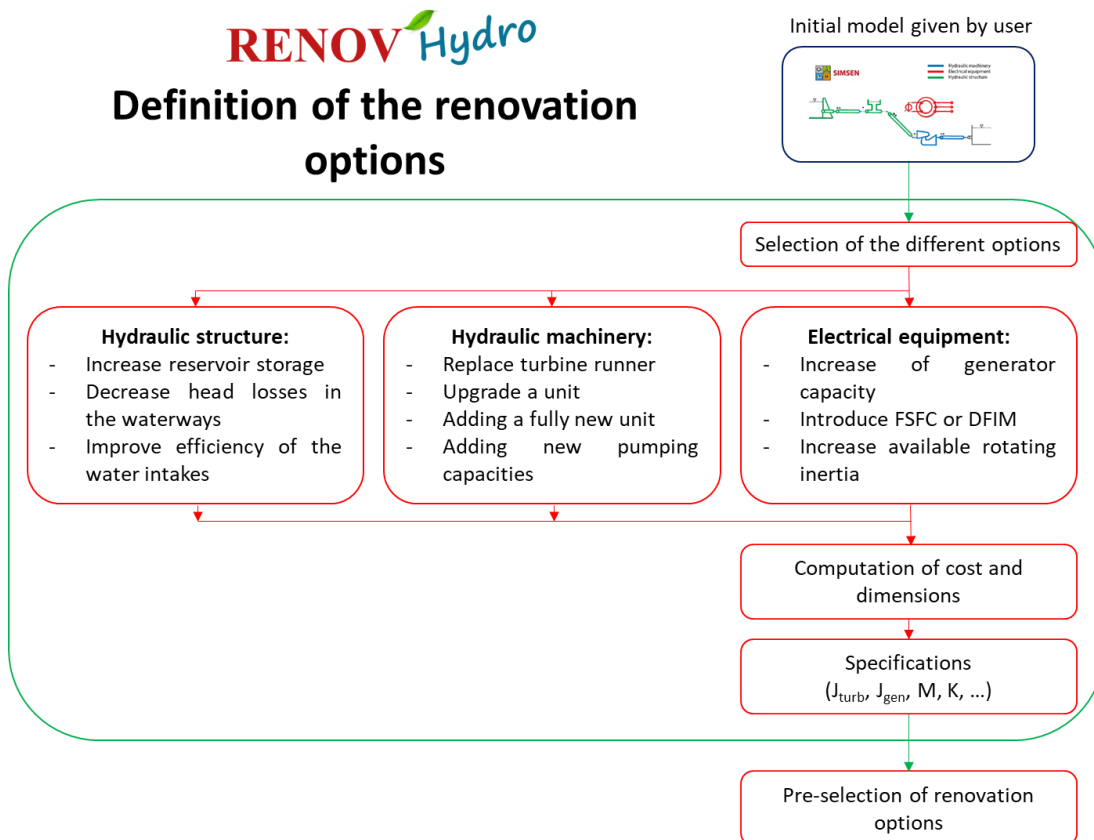 RENOV Hydro
Definition of the renovation
options
Initial model given by user
SIMSEN
Hydraulic machinery
Electrical equipment
Hydraulic structure
Selection of the different options
Hydraulic structure:
- Increase reservoir storage
- Decrease head losses in
the waterways
- Improve efficiency of the
water intakes
Hydraulic machinery:
- Replace turbine runner
- Upgrade a unit
- Adding a fully new unit
- Adding new pumping
capacities
Electrical equipment:
- Increase of generator
capacity
- Introduce FSFC or DFIM
- Increase available rotating
inertia
Computation of cost and
dimensions
Specifications
(Jturb, Jgen, M, K, …)
Pre-selection of renovation
options